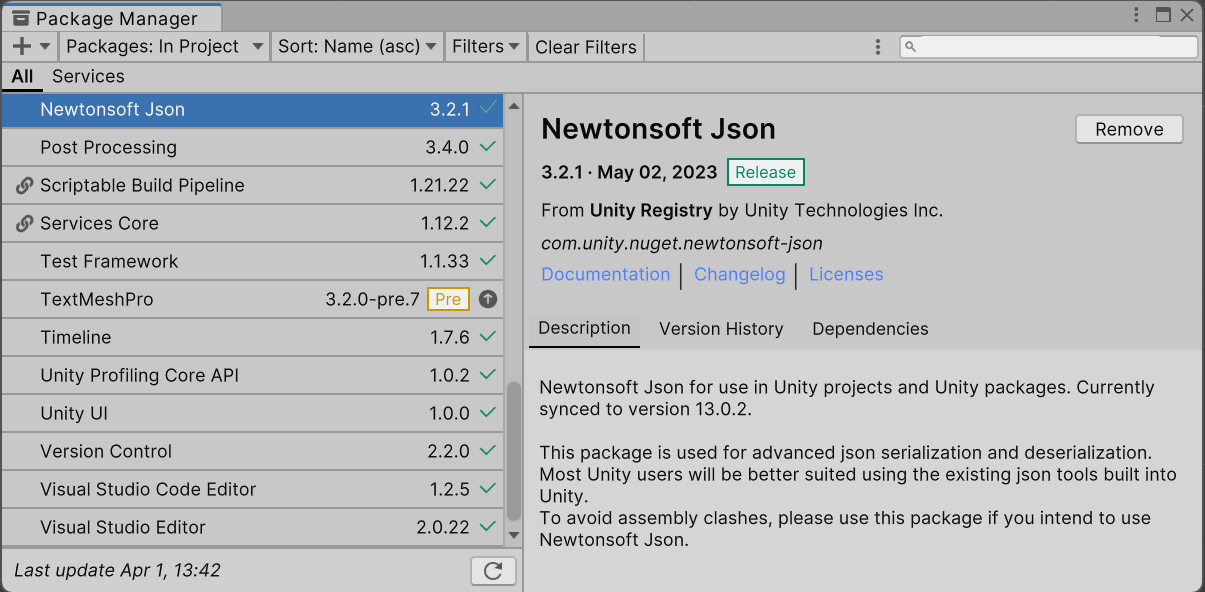 Package Manager
Packages: In Project Sort: Name (asc) Filters Clear Filters
All Services
Newtonsoft Json 3.2.1
Post Processing 3.4.0
Scriptable Build Pipeline 1.21.22
Services Core 1.12.2
Test Framework 1.1.33
TextMeshPro 3.2.0-pre.7 Pre
Timeline 1.7.6
Unity Profiling Core API 1.0.2
Unity UI 1.0.0
Version Control 2.2.0
Visual Studio Code Editor 1.2.5
Visual Studio Editor 2.0.22
Last update Apr 1, 13:42
Newtonsoft Json Remove
3.2.1 · May 02, 2023 Release
From Unity Registry by Unity Technologies Inc.
com.unity.nuget.newtonsoft-json
Documentation Changelog Licenses
Description Version History Dependencies
Newtonsoft Json for use in Unity projects and Unity packages. Currently
synced to version 13.0.2.
This package is used for advanced json serialization and deserialization.
Most Unity users will be better suited using the existing json tools built into
Unity.
To avoid assembly clashes, please use this package if you intend to use
Newtonsoft Json.